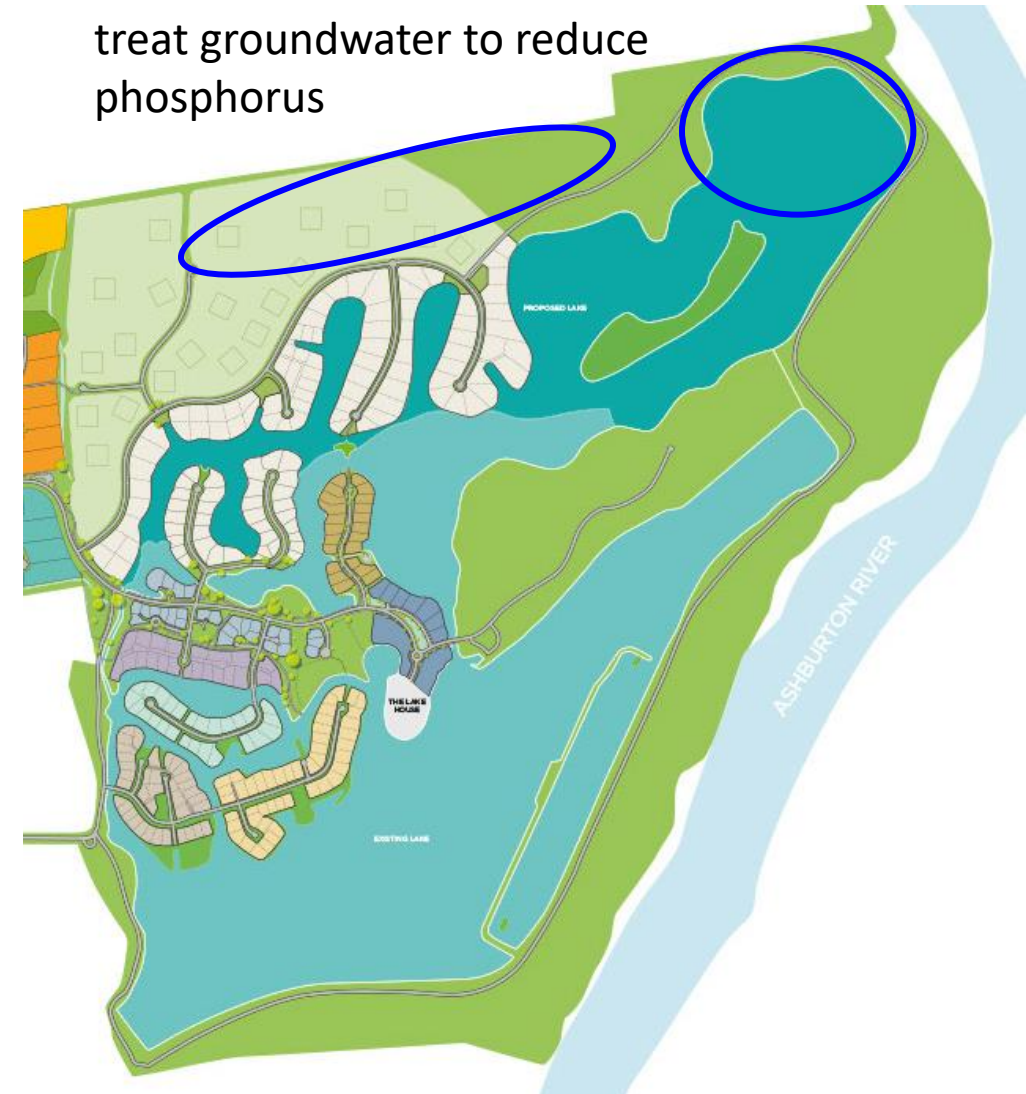 treat groundwater to reduce
phosphorus
PROPOSED LAKE
ASHBURTON RIVER
THE LAKE
HOUSE
EXISTING LAKE